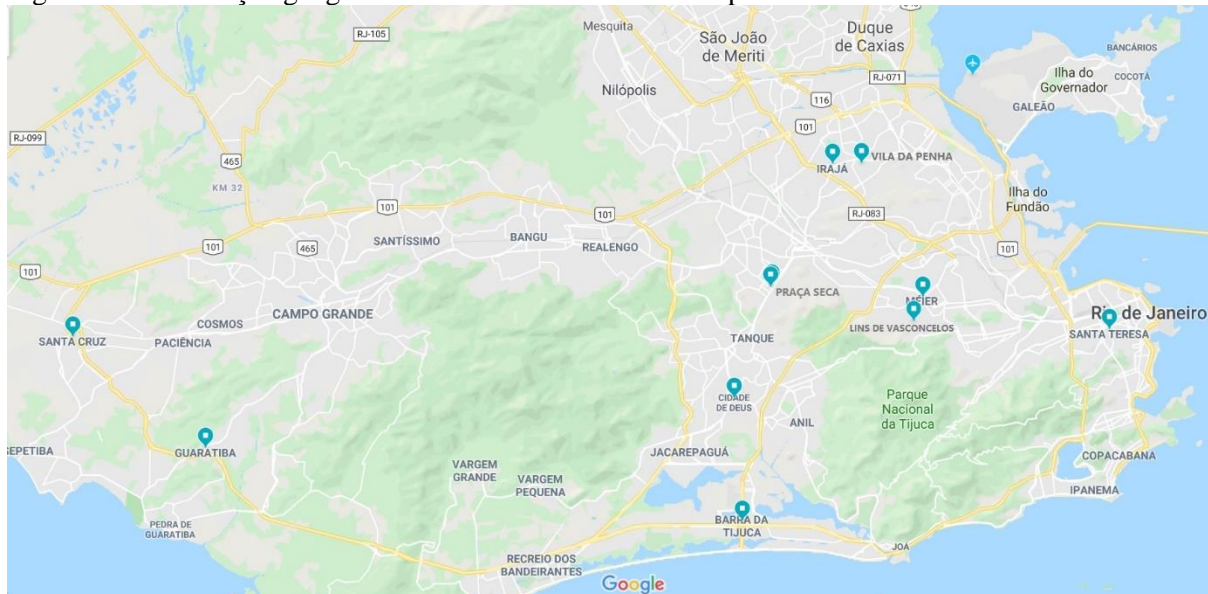 Mesquita
RJ-105
São João
de Meriti
Duque
de Caxias
BANCÁRIOS
Ilha do
Governador
COCOTÁ
RJ-071
Nilópolis
116
GALEÃO
101
RJ-099
465
IRAJÁ
VILA DA PENHA
KM 32
Ilha do
Fundão
101
101
RJ-083
SANTÍSSIMO
BANGU
REALENGO
101
465
101
101
PRAÇA SECA
MÉIER
CAMPO GRANDE
Rio de Janeiro
COSMOS
LINS DE VASCONCELOS
SANTA CRUZ
PACIÊNCIA
TANQUE
SANTA TERESA
CIDADE
DE DEUS
Parque
Nacional
da Tijuca
ANIL
SEPETIBA
GUARATIBA
JACAREPAGUÁ
COPACABANA
VARGEM
GRANDE
VARGEM
PEQUENA
IPANEMA
PEDRA DE
GUARATIBA
BARRA DA
TIJUCA
JOÁ
RECREIO DOS
BANDEIRANTES
Google